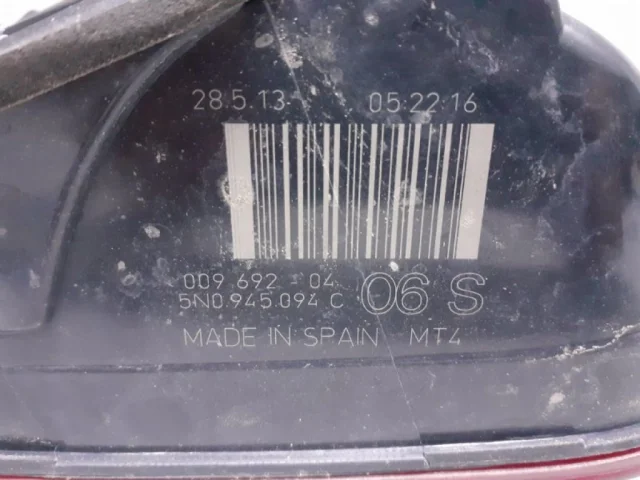 28.5.13 05:22:16
009 692 - 04
5N0.945.094 C 06 S
MADE IN SPAIN MT4